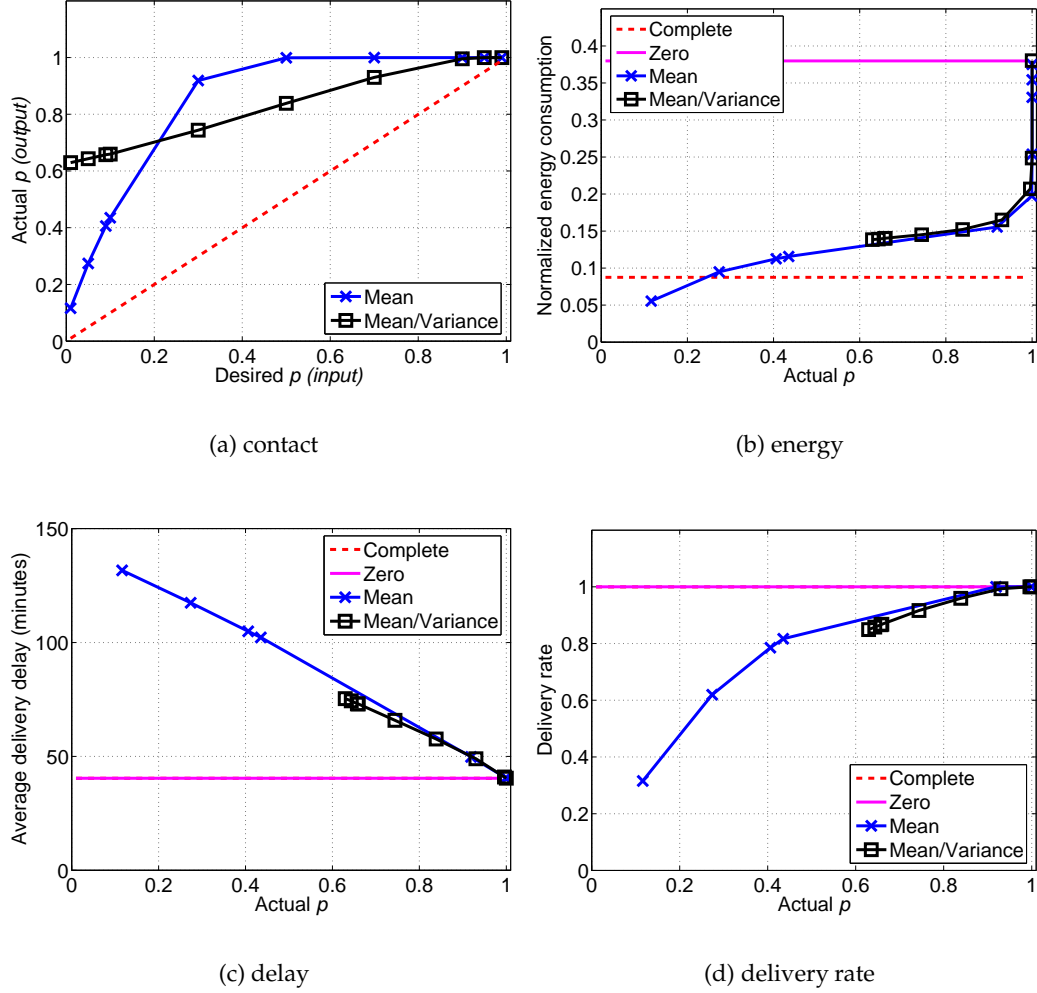 1
0.8
0.6
0.4
0.2
0
0 0.2 0.4 0.6 0.8 1
Actual p (output)
Desired p (input)
Mean
Mean/Variance
(a) contact
0.4
0.35
0.30
0.25
0.20
0.15
0.1
0.05
0
0 0.2 0.4 0.6 0.8 1
Normalized energy consumption
Actual p
Complete
Zero
Mean
Mean/Variance
(b) energy
150
100
50
0
0 0.2 0.4 0.6 0.8 1
Average delivery delay (minutes)
Actual p
Complete
Zero
Mean
Mean/Variance
(c) delay
1
0.8
0.6
0.4
0.2
0
0 0.2 0.4 0.6 0.8 1
Delivery rate
Actual p
Complete
Zero
Mean
Mean/Variance
(d) delivery rate